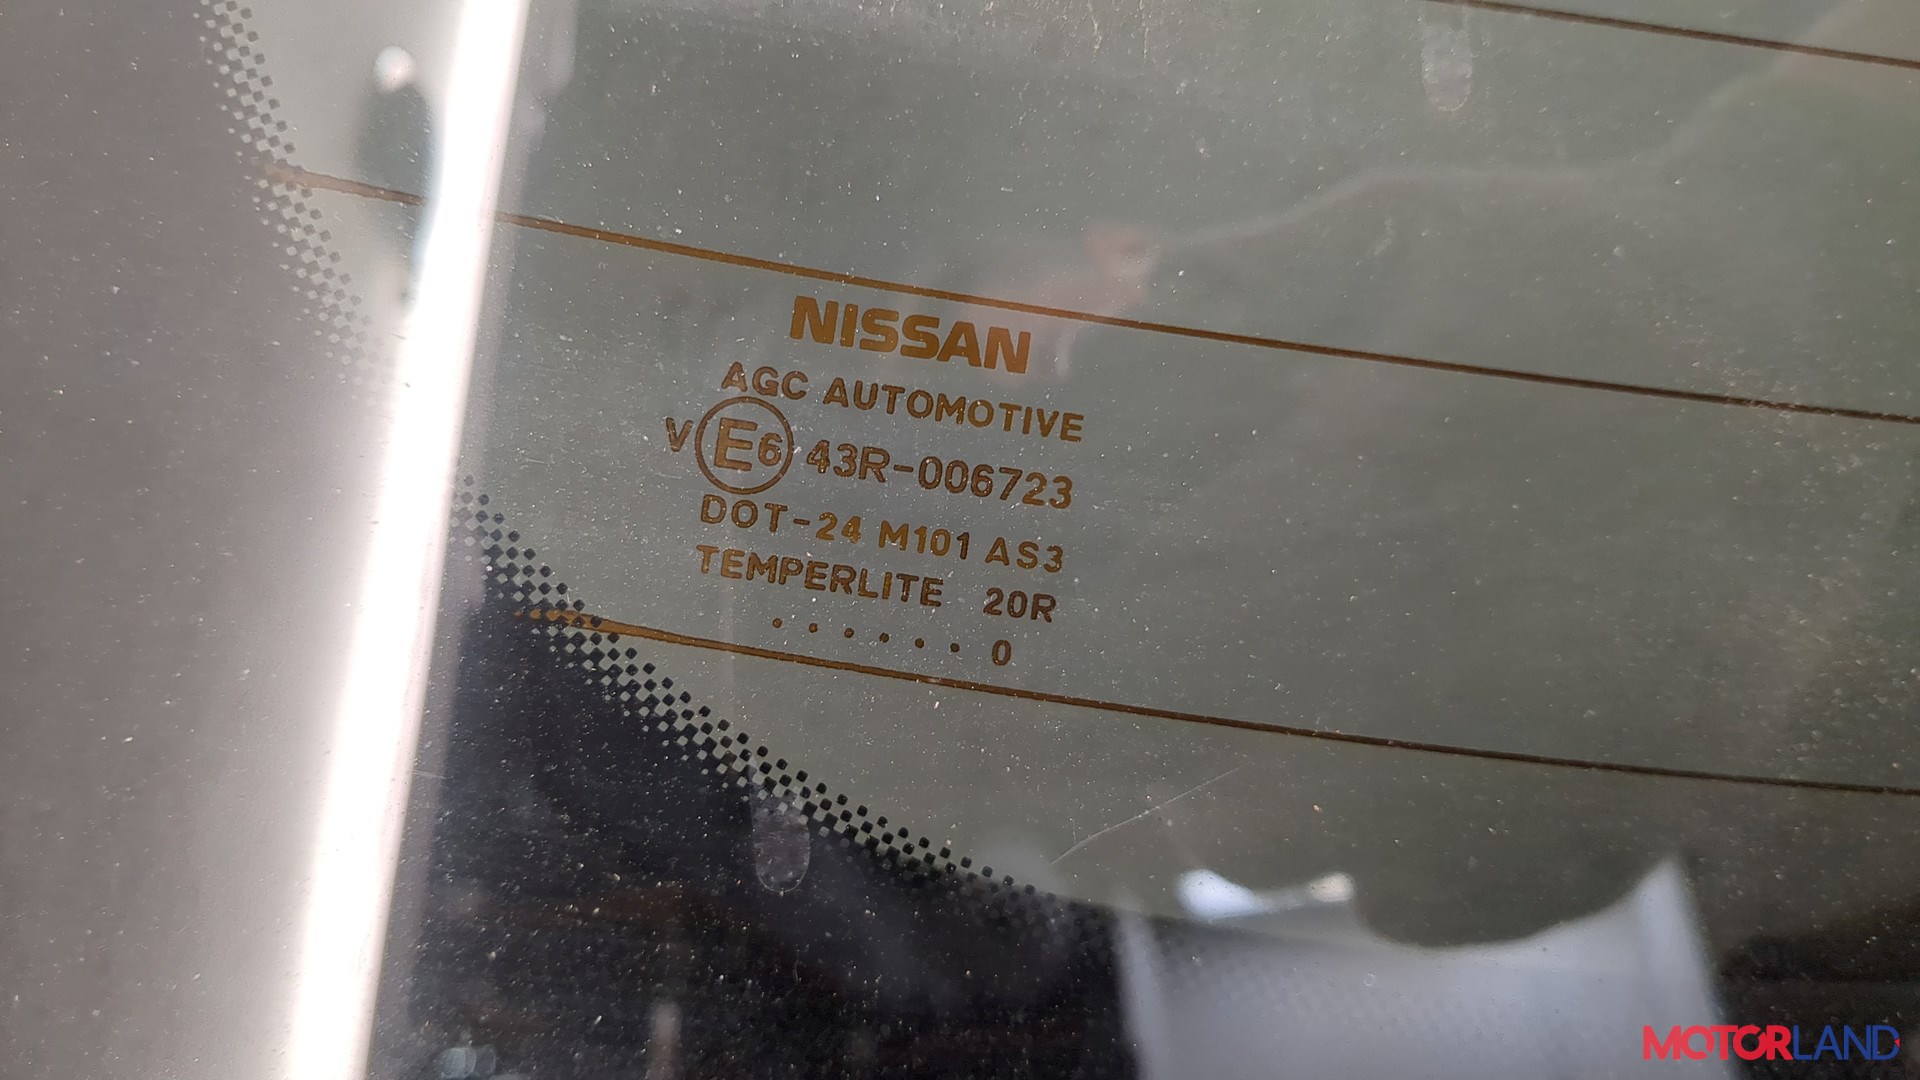 NISSAN
AGC AUTOMOTIVE
V E6 43R-006723
DOT-24 M101 AS3
TEMPERLITE 20R
. . . . . . 0
MOTORLAND